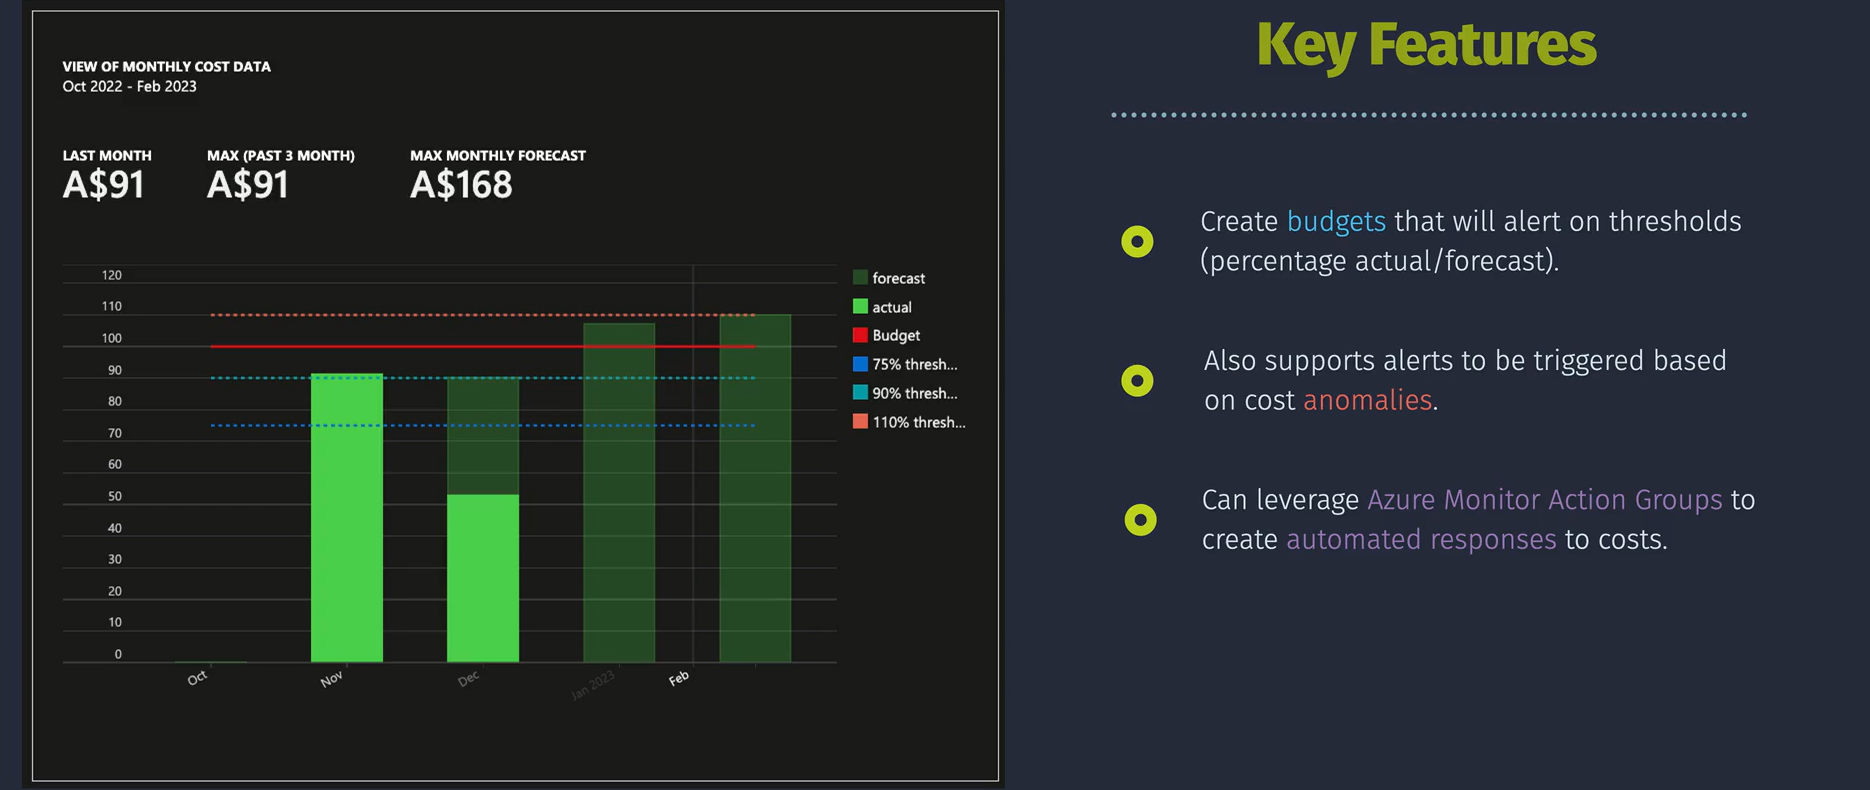 VIEW OF MONTHLY COST DATA
Oct 2022 - Feb 2023
LAST MONTH
A$91
MAX (PAST 3 MONTH)
A$91
MAX MONTHLY FORECAST
A$168
120
110
100
90
80
70
60
50
40
30
20
10
0
Oct
Nov
Dec
Jan 2023
Feb
forecast
actual
Budget
75% thresh...
90% thresh...
110% thresh...
Key Features
Create budgets that will alert on thresholds
(percentage actual/forecast).
Also supports alerts to be triggered based
on cost anomalies.
Can leverage Azure Monitor Action Groups to
create automated responses to costs.